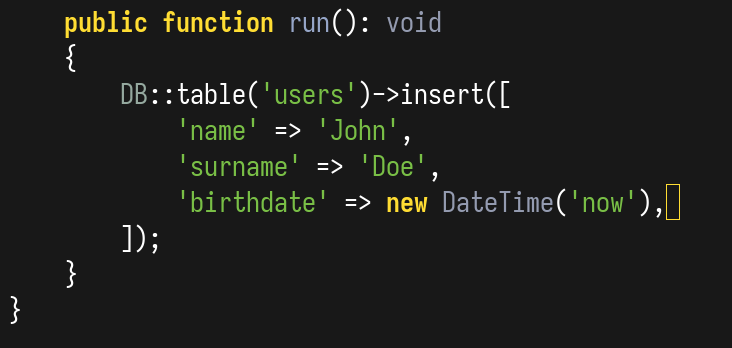 public function run(): void
{
DB::table('users')->insert([
'name' => 'John',
'surname' => 'Doe',
'birthdate' => new DateTime('now'),
]);
}
}